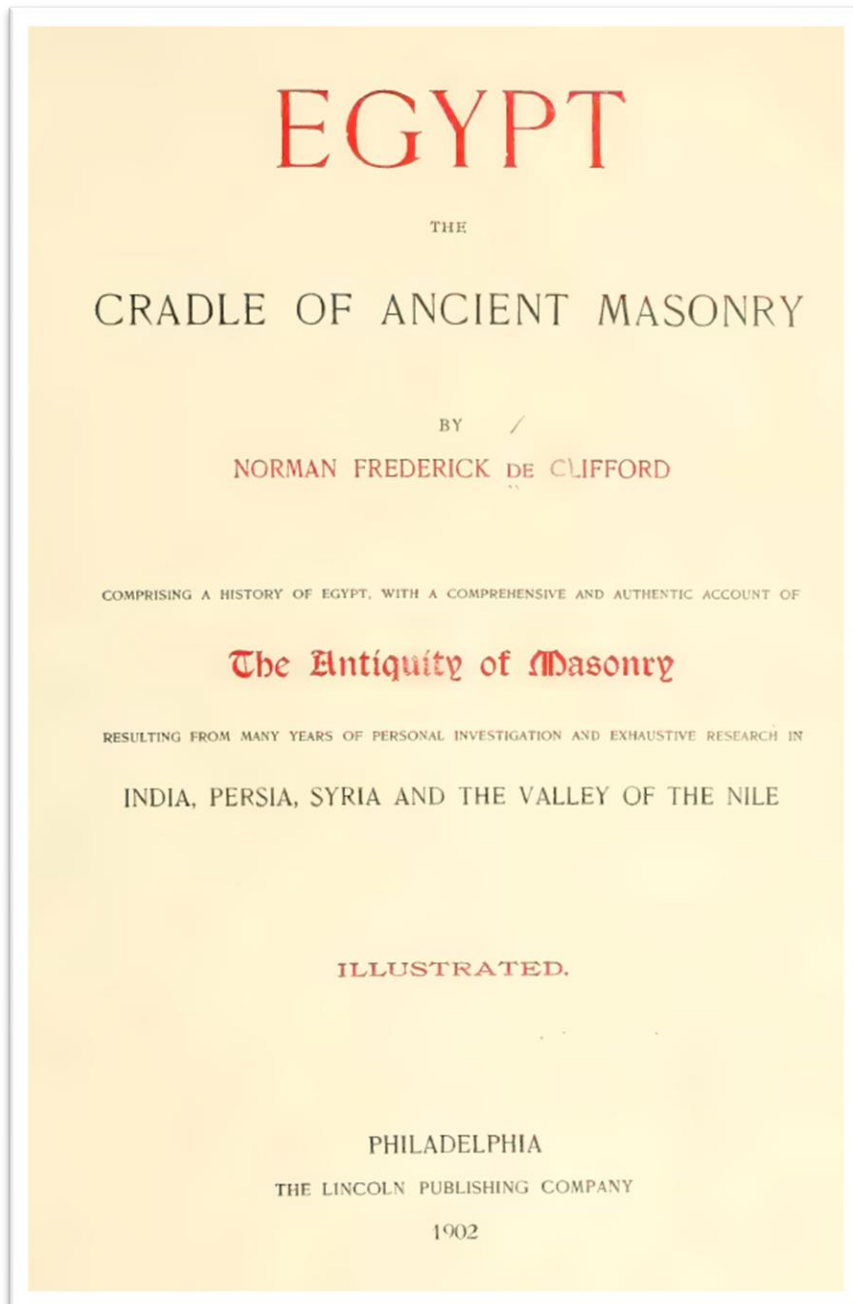 EGYPT
THE
CRADLE OF ANCIENT MASONRY
BY
NORMAN FREDERICK DE CLIFFORD
COMPRISING A HISTORY OF EGYPT, WITH A COMPREHENSIVE AND AUTHENTIC ACCOUNT OF
The Antiquity of Masonry
RESULTING FROM MANY YEARS OF PERSONAL INVESTIGATION AND EXHAUSTIVE RESEARCH IN
INDIA, PERSIA, SYRIA AND THE VALLEY OF THE NILE
ILLUSTRATED.
PHILADELPHIA
THE LINCOLN PUBLISHING COMPANY
1902